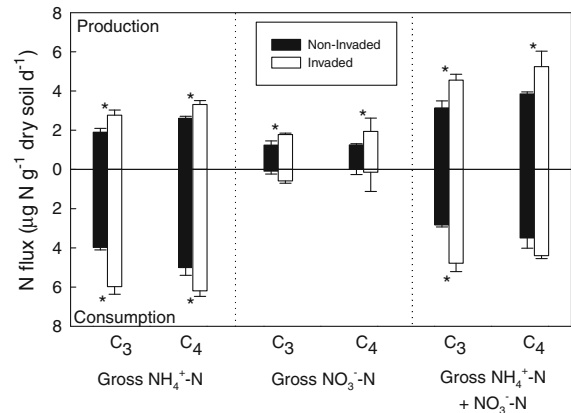 Production
Non-Invaded
Invaded
N flux (µg N g⁻¹ dry soil d⁻¹)
8
6
4
2
0
2
4
6
8
* * * * * *
* * *
Consumption
C₃ C₄ C₃ C₄ C₃ C₄
Gross NH₄⁺-N Gross NO₃⁻-N Gross NH₄⁺-N
+ NO₃⁻-N